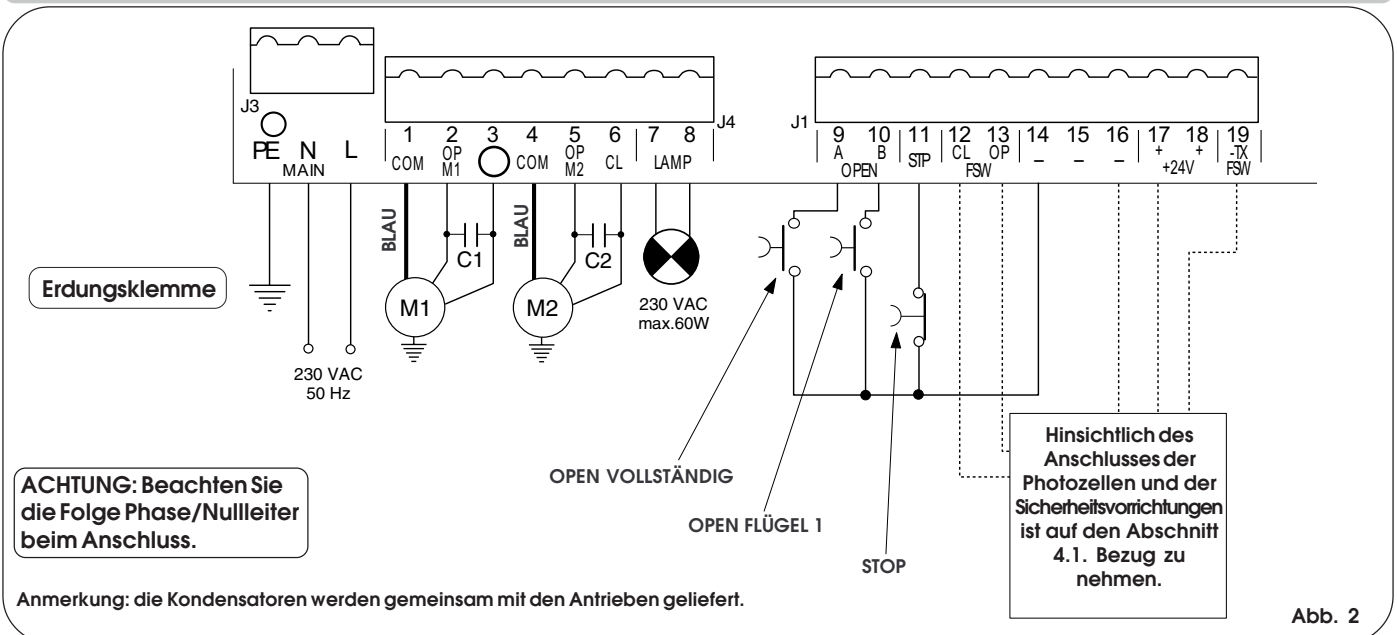 J3
J4
J1
PE N L
MAIN
1 2 3 4 5 6 7 8
COM OP M1 COM OP M2 CL LAMP
9 10 11 12 13 14 15 16 17 18 19
A B STP CL OP – – – + + -TX
OPEN FSW +24V FSW
BLAU
BLAU
C1
C2
M1
M2
Erdungsklemme
230 VAC
max.60W
230 VAC
50 Hz
ACHTUNG: Beachten Sie
die Folge Phase/Nullleiter
beim Anschluss.
OPEN VOLLSTÄNDIG
OPEN FLÜGEL 1
STOP
Hinsichtlich des
Anschlusses der
Photozellen und der
Sicherheitsvorrichtungen
ist auf den Abschnitt
4.1. Bezug zu
nehmen.
Anmerkung: die Kondensatoren werden gemeinsam mit den Antrieben geliefert.
Abb. 2